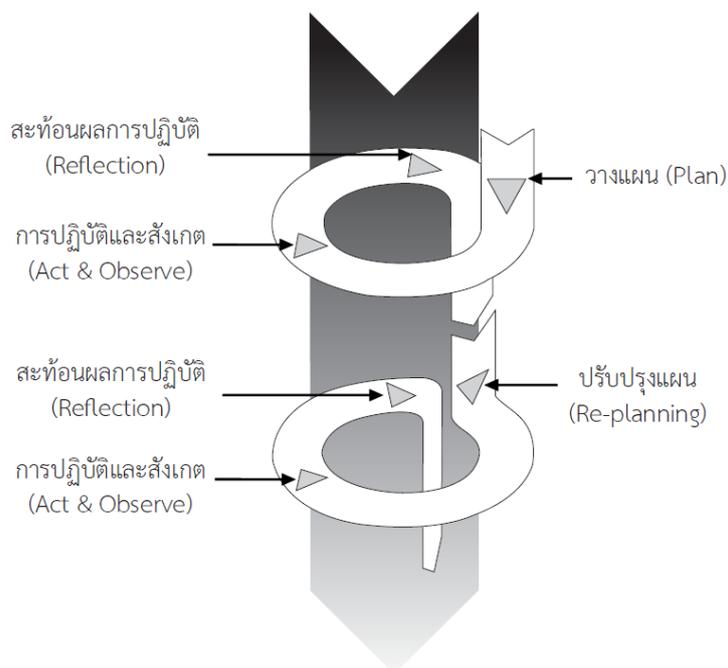 สะท้อนผลการปฏิบัติ
(Reflection)
วางแผน (Plan)
การปฏิบัติและสังเกต
(Act & Observe)
สะท้อนผลการปฏิบัติ
(Reflection)
ปรับปรุงแผน
(Re-planning)
การปฏิบัติและสังเกต
(Act & Observe)